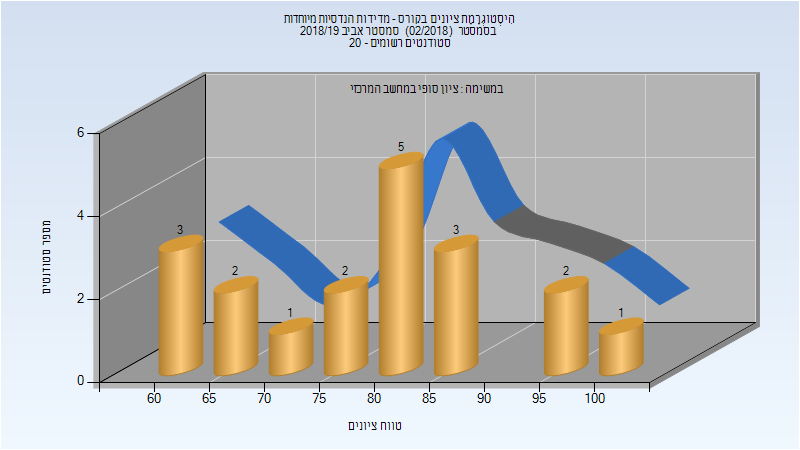 היסטוגרמת ציונים בקורס - מדידות הנדסיות מיוחדות
בסמסטר (02/2018) סמסטר אביב 2018/19
סטודנטים רשומים - 20
במשימה : ציון סופי במחשב המרכזי
מספר סטודנטים
6
4
2
0
3
2
1
2
5
3
2
1
60 65 70 75 80 85 90 95 100
טווח ציונים